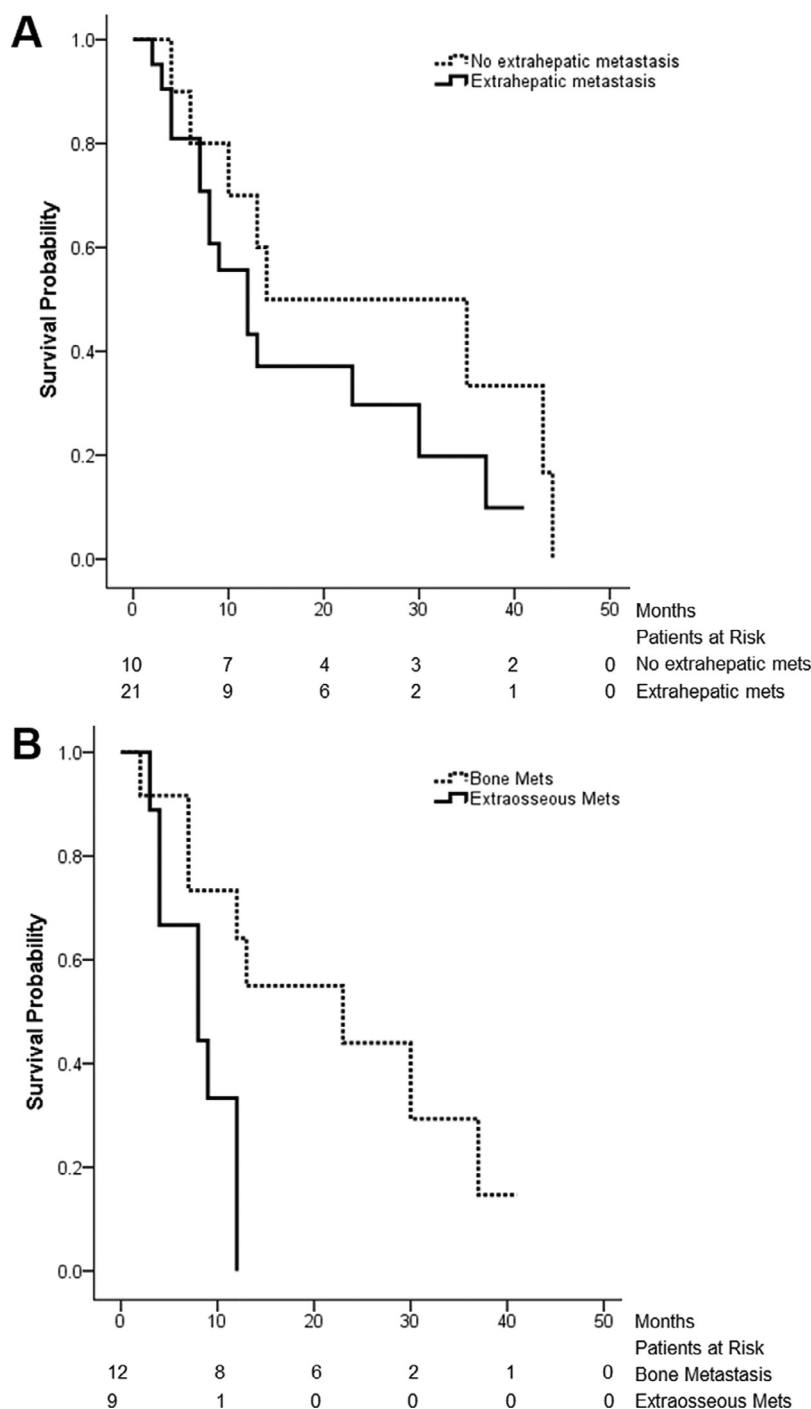 A
No extrahepatic metastasis
Extrahepatic metastasis
Survival Probability
1.0
0.8
0.6
0.4
0.2
0.0
0 10 20 30 40 50 Months
Patients at Risk
10 7 4 3 2 0 No extrahepatic mets
21 9 6 2 1 0 Extrahepatic mets
B
Bone Mets
Extraosseous Mets
Survival Probability
1.0
0.8
0.6
0.4
0.2
0.0
0 10 20 30 40 50 Months
Patients at Risk
12 8 6 2 1 0 Bone Metastasis
9 1 0 0 0 0 Extraosseous Mets